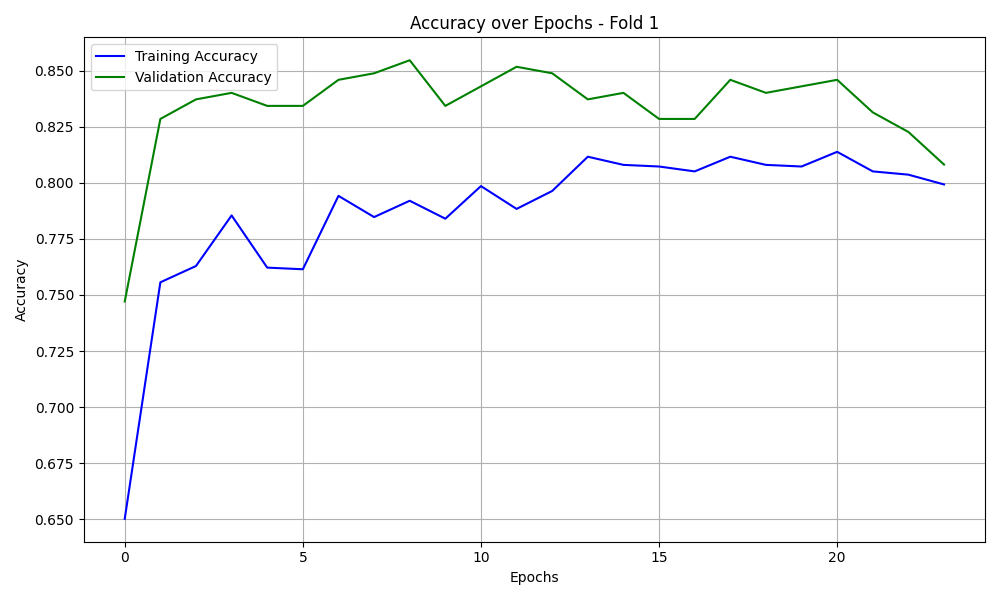 Accuracy over Epochs - Fold 1
Training Accuracy
Validation Accuracy
0.850
0.825
0.800
0.775
0.750
0.725
0.700
0.675
0.650
Accuracy
0 5 10 15 20
Epochs